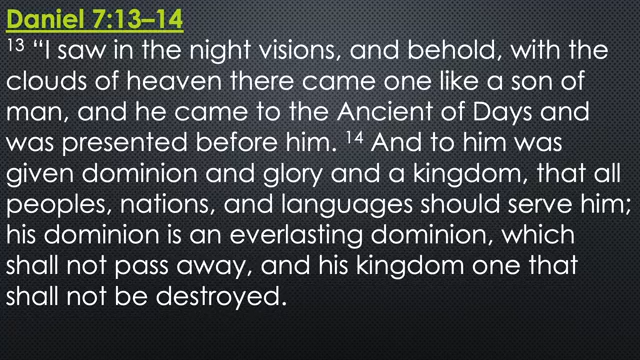 Daniel 7:13–14
13 “I saw in the night visions, and behold, with the
clouds of heaven there came one like a son of
man, and he came to the Ancient of Days and
was presented before him. 14 And to him was
given dominion and glory and a kingdom, that all
peoples, nations, and languages should serve him;
his dominion is an everlasting dominion, which
shall not pass away, and his kingdom one that
shall not be destroyed.